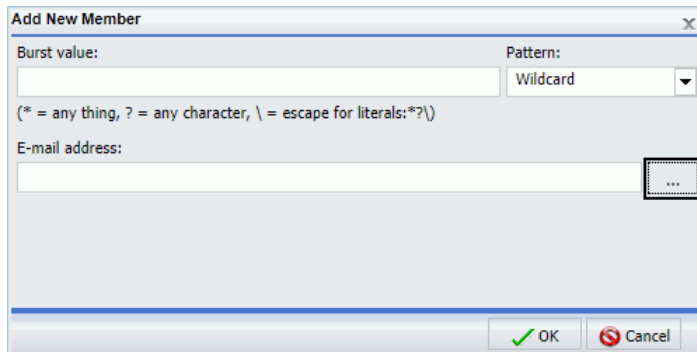 Add New Member
x
Burst value:
Pattern:
Wildcard
(* = any thing, ? = any character, \ = escape for literals:*?\)
E-mail address:
...
OK
Cancel